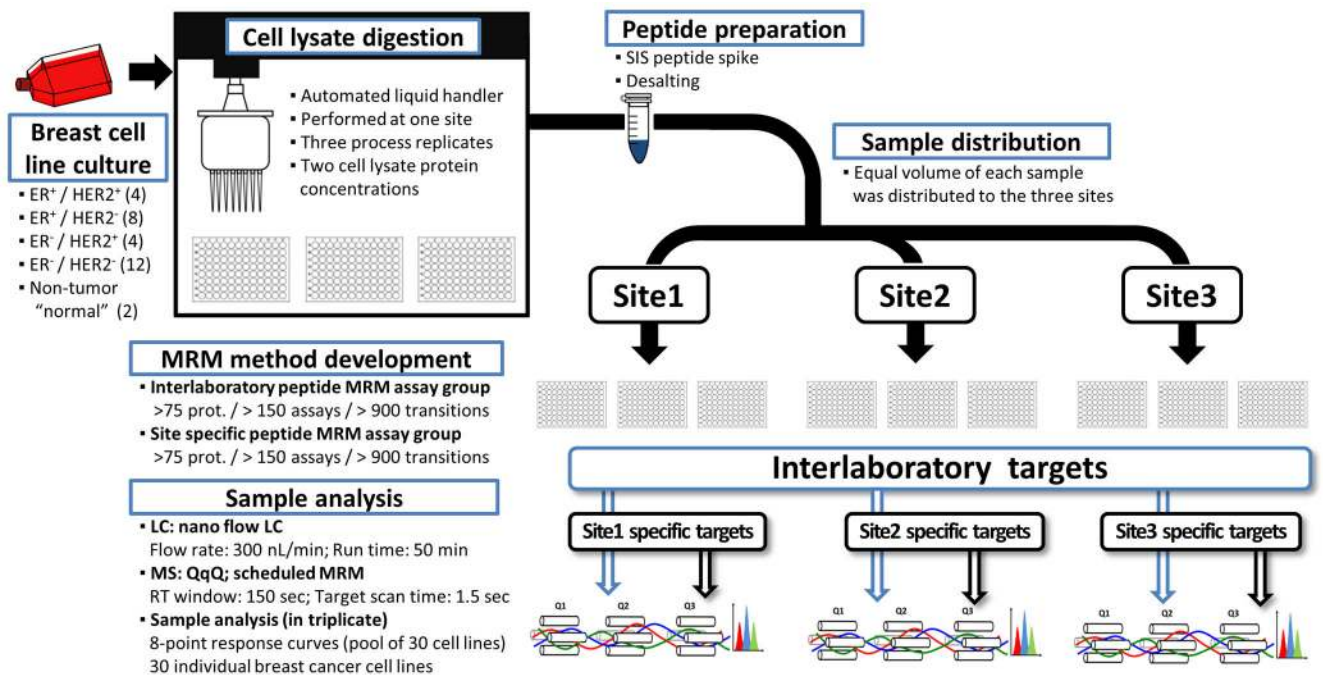 Cell lysate digestion
▪ Automated liquid handler
▪ Performed at one site
▪ Three process replicates
▪ Two cell lysate protein
concentrations
Breast cell
line culture
▪ ER⁺ / HER2⁺ (4)
▪ ER⁺ / HER2⁻ (8)
▪ ER⁻ / HER2⁺ (4)
▪ ER⁻ / HER2⁻ (12)
▪ Non-tumor
“normal” (2)
Peptide preparation
▪ SIS peptide spike
▪ Desalting
Sample distribution
▪ Equal volume of each sample
was distributed to the three sites
Site1
Site2
Site3
MRM method development
▪ Interlaboratory peptide MRM assay group
>75 prot. / > 150 assays / > 900 transitions
▪ Site specific peptide MRM assay group
>75 prot. / > 150 assays / > 900 transitions
Sample analysis
▪ LC: nano flow LC
Flow rate: 300 nL/min; Run time: 50 min
▪ MS: QqQ; scheduled MRM
RT window: 150 sec; Target scan time: 1.5 sec
▪ Sample analysis (in triplicate)
8-point response curves (pool of 30 cell lines)
30 individual breast cancer cell lines
Interlaboratory targets
Site1 specific targets
Site2 specific targets
Site3 specific targets
Q1 Q2 Q3
Q1 Q2 Q3
Q1 Q2 Q3